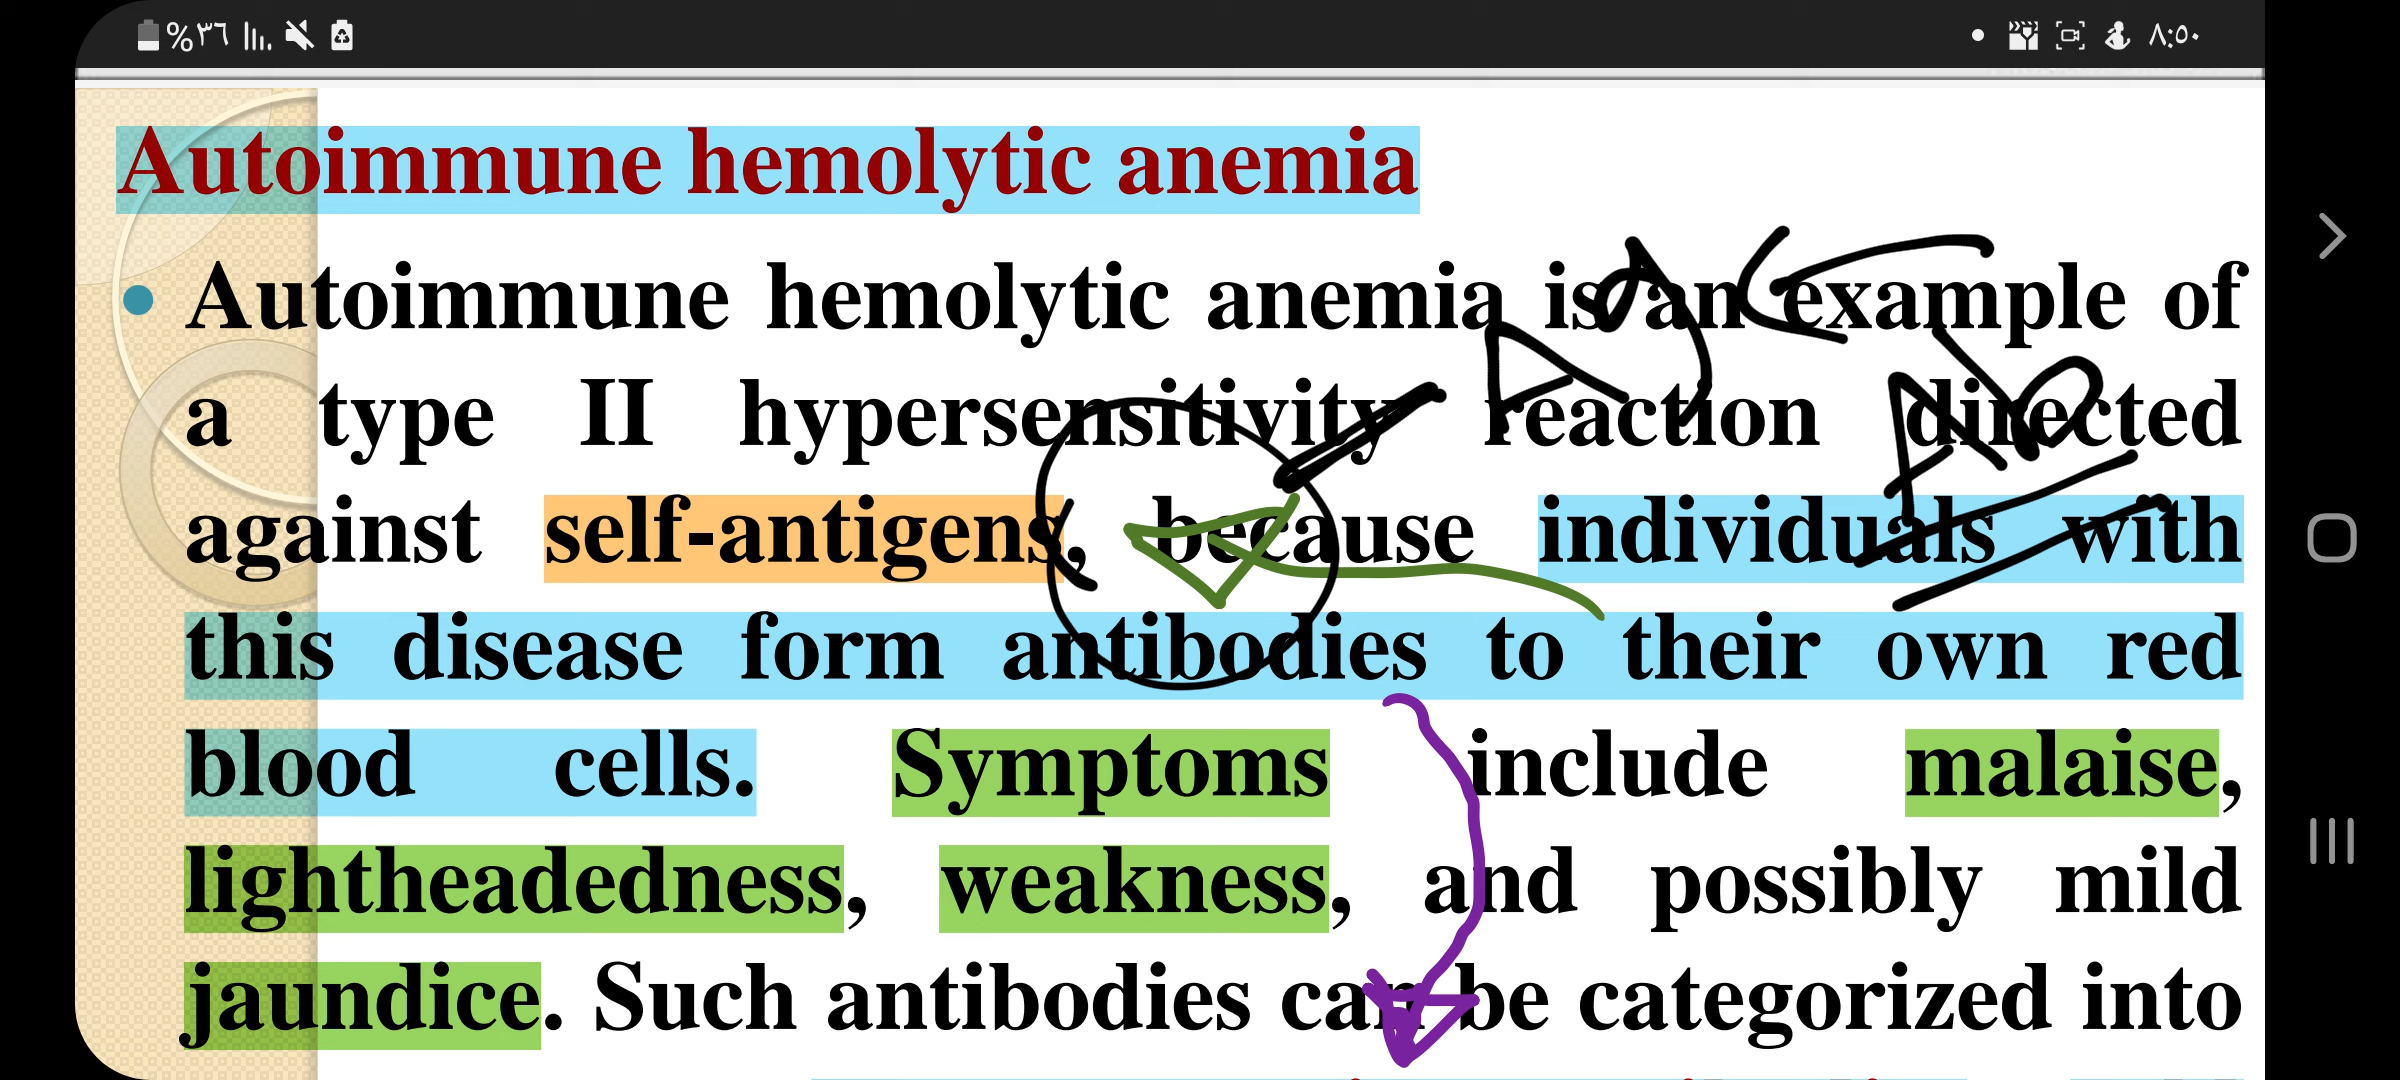 %٣٦
٨:٥٠
Autoimmune hemolytic anemia
Autoimmune hemolytic anemia is an example of
a type II hypersensitivity reaction directed
against self-antigens, because individuals with
this disease form antibodies to their own red
blood cells. Symptoms include malaise,
lightheadedness, weakness, and possibly mild
jaundice. Such antibodies can be categorized into